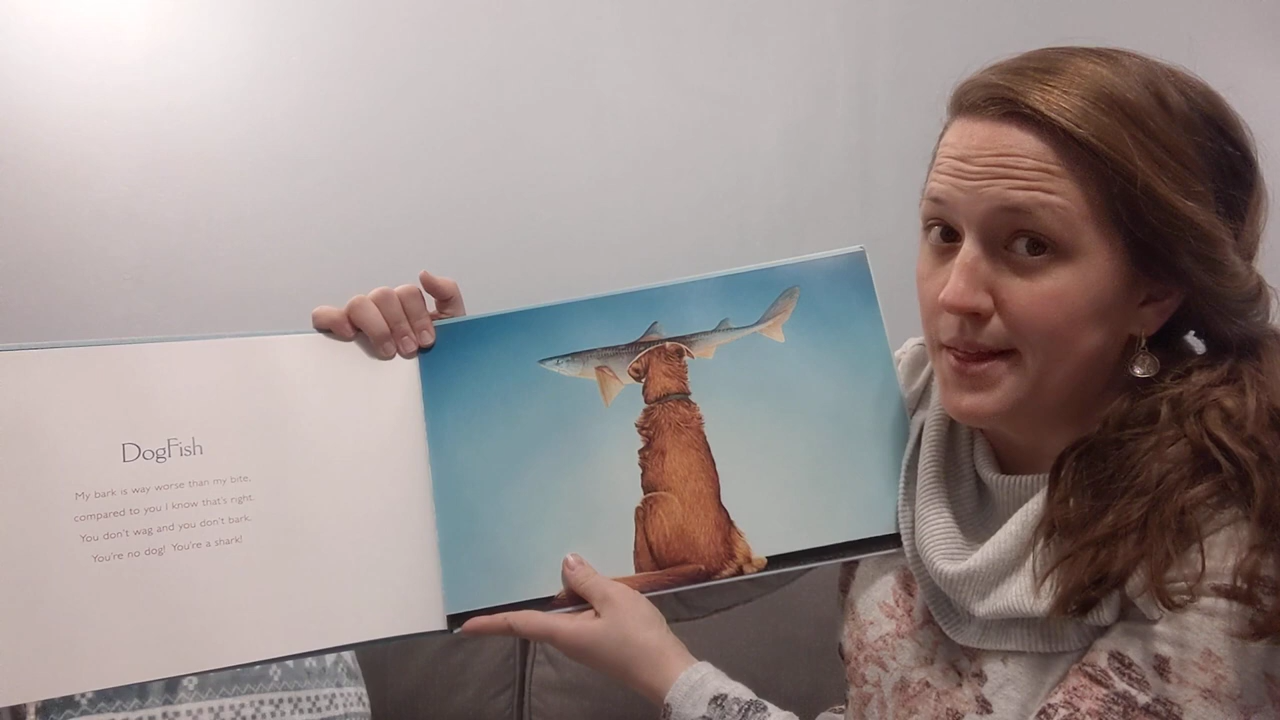 DogFish
My bark is way worse than my bite,
compared to you I know that's right.
You don't wag and you don't bark.
You're no dog! You're a shark!